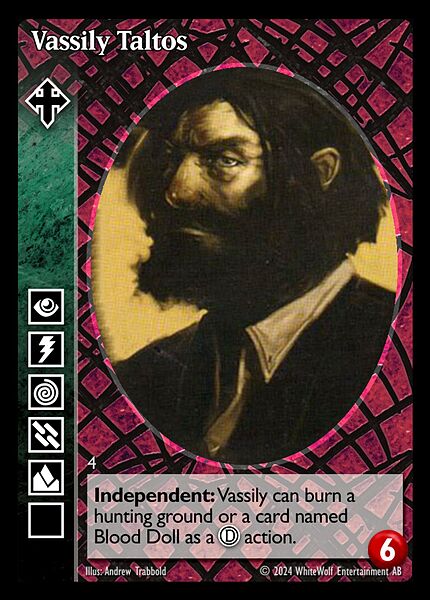 Vassily Taltos
4
Independent: Vassily can burn a
hunting ground or a card named
Blood Doll as a Ⓓ action.
6
Illus: Andrew Trabbold © 2024 WhiteWolf Entertainment AB